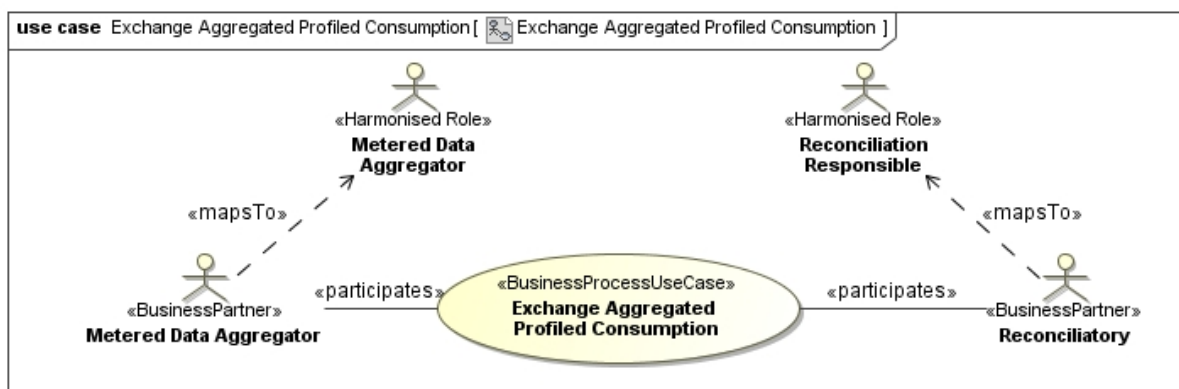 use case Exchange Aggregated Profiled Consumption [ Exchange Aggregated Profiled Consumption ]
«Harmonised Role»
Metered Data
Aggregator
«Harmonised Role»
Reconciliation
Responsible
«mapsTo»
«mapsTo»
«BusinessPartner»
Metered Data Aggregator
«participates»
«BusinessProcessUseCase»
Exchange Aggregated
Profiled Consumption
«participates»
«BusinessPartner»
Reconciliatory